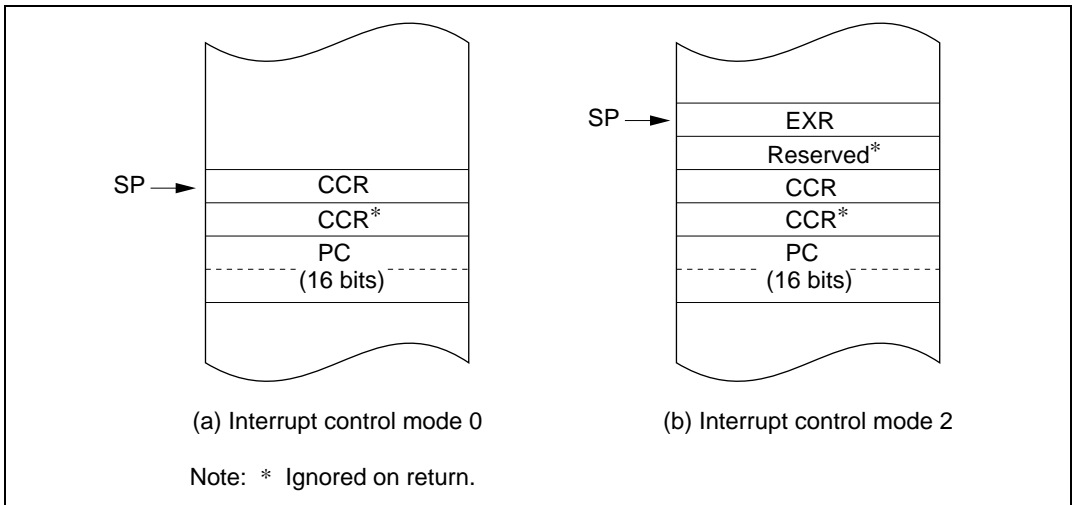 SP
CCR
CCR*
PC
(16 bits)
(a) Interrupt control mode 0
SP
EXR
Reserved*
CCR
CCR*
PC
(16 bits)
(b) Interrupt control mode 2
Note: * Ignored on return.